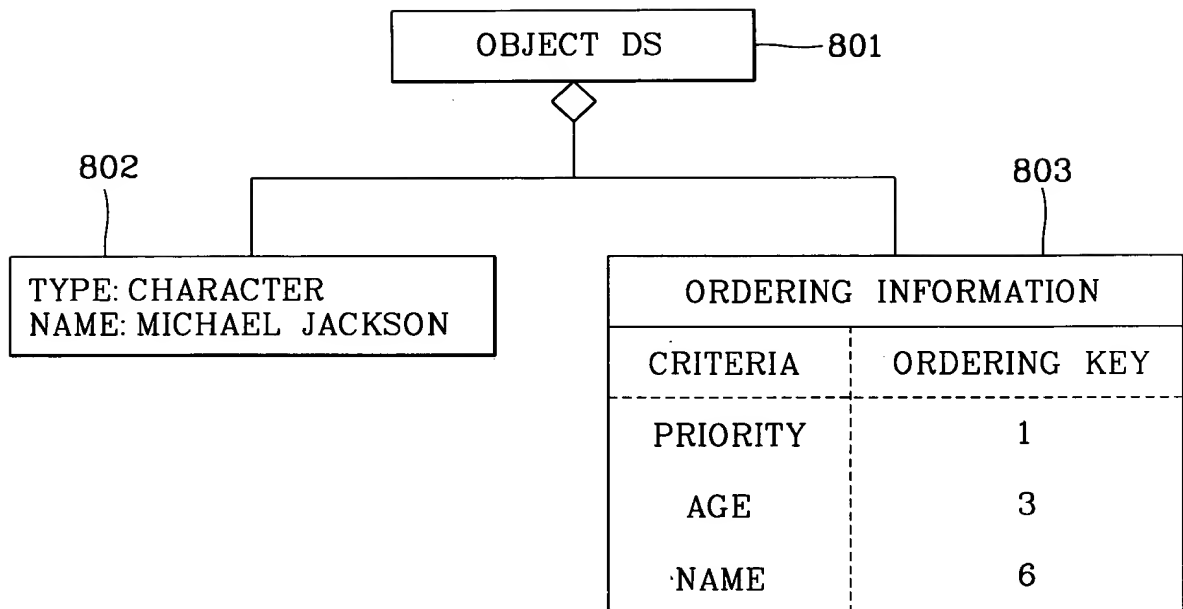 OBJECT DS
801
802
803
TYPE: CHARACTER
NAME: MICHAEL JACKSON
ORDERING INFORMATION
CRITERIA ORDERING KEY
PRIORITY 1
AGE 3
NAME 6